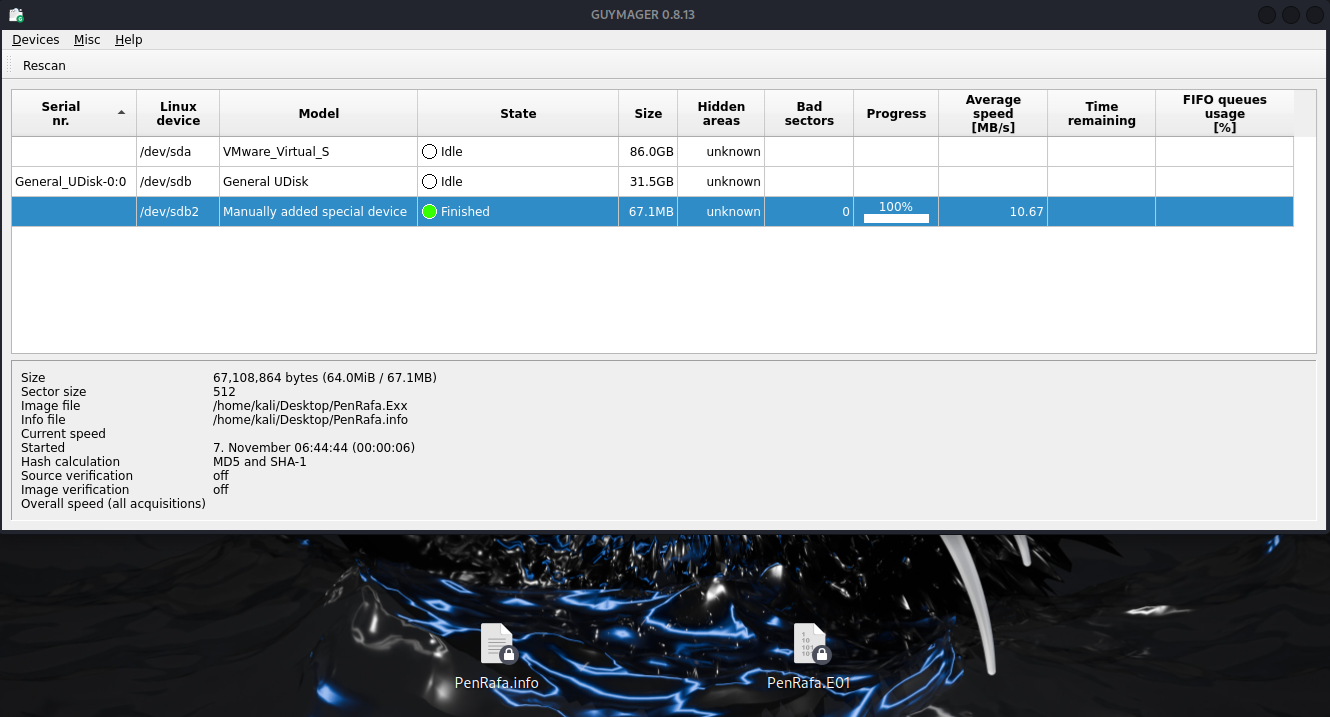 GUYMAGER 0.8.13
Devices Misc Help
Rescan
Serial nr. Linux device Model State Size Hidden areas Bad sectors Progress Average speed [MB/s] Time remaining FIFO queues usage [%]
/dev/sda VMware_Virtual_S Idle 86.0GB unknown
General_UDisk-0:0 /dev/sdb General UDisk Idle 31.5GB unknown
/dev/sdb2 Manually added special device Finished 67.1MB unknown 0 100% 10.67
Size 67,108,864 bytes (64.0MiB / 67.1MB)
Sector size 512
Image file /home/kali/Desktop/PenRafa.Exx
Info file /home/kali/Desktop/PenRafa.info
Current speed
Started 7. November 06:44:44 (00:00:06)
Hash calculation MD5 and SHA-1
Source verification off
Image verification off
Overall speed (all acquisitions)
PenRafa.info PenRafa.E01